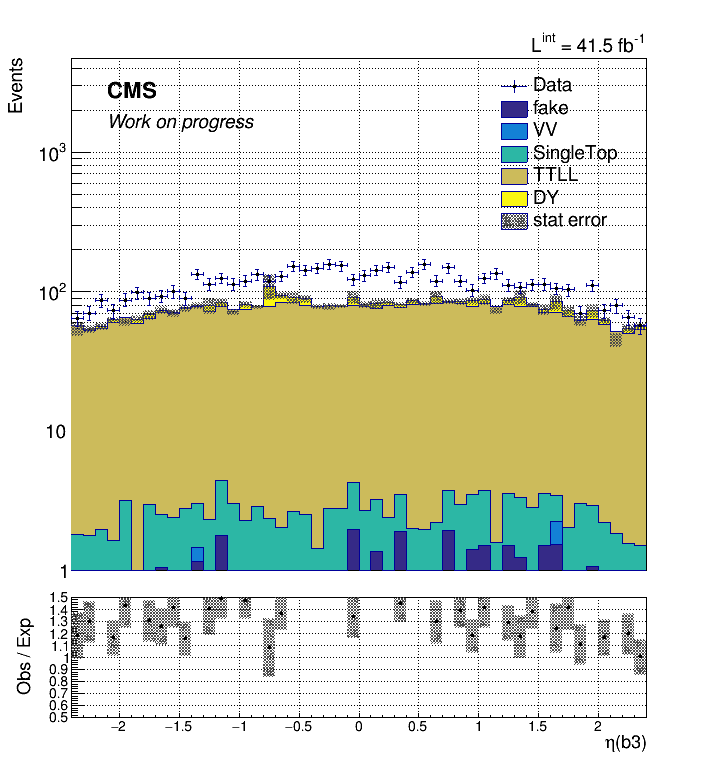 L^int = 41.5 fb^-1
Events
CMS
Work on progress
Data
fake
VV
SingleTop
TTLL
DY
stat error
10^3
10^2
10
1
Obs / Exp
1.5
1.4
1.3
1.2
1.1
1
0.9
0.8
0.7
0.6
0.5
−2 −1.5 −1 −0.5 0 0.5 1 1.5 2
η(b3)